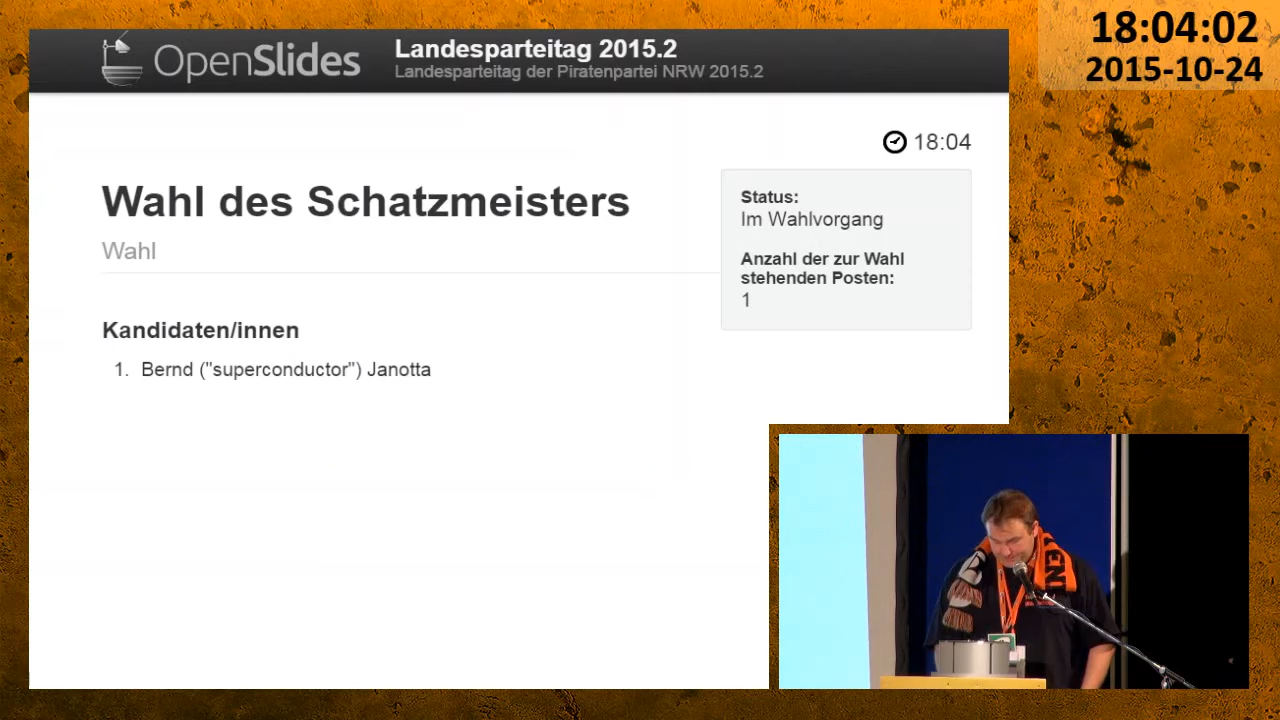 18:04:02
2015-10-24
OpenSlides
Landesparteitag 2015.2
Landesparteitag der Piratenpartei NRW 2015.2
18:04
Wahl des Schatzmeisters
Wahl
Status:
Im Wahlvorgang
Anzahl der zur Wahl
stehenden Posten:
1
Kandidaten/innen
1. Bernd ("superconductor") Janotta